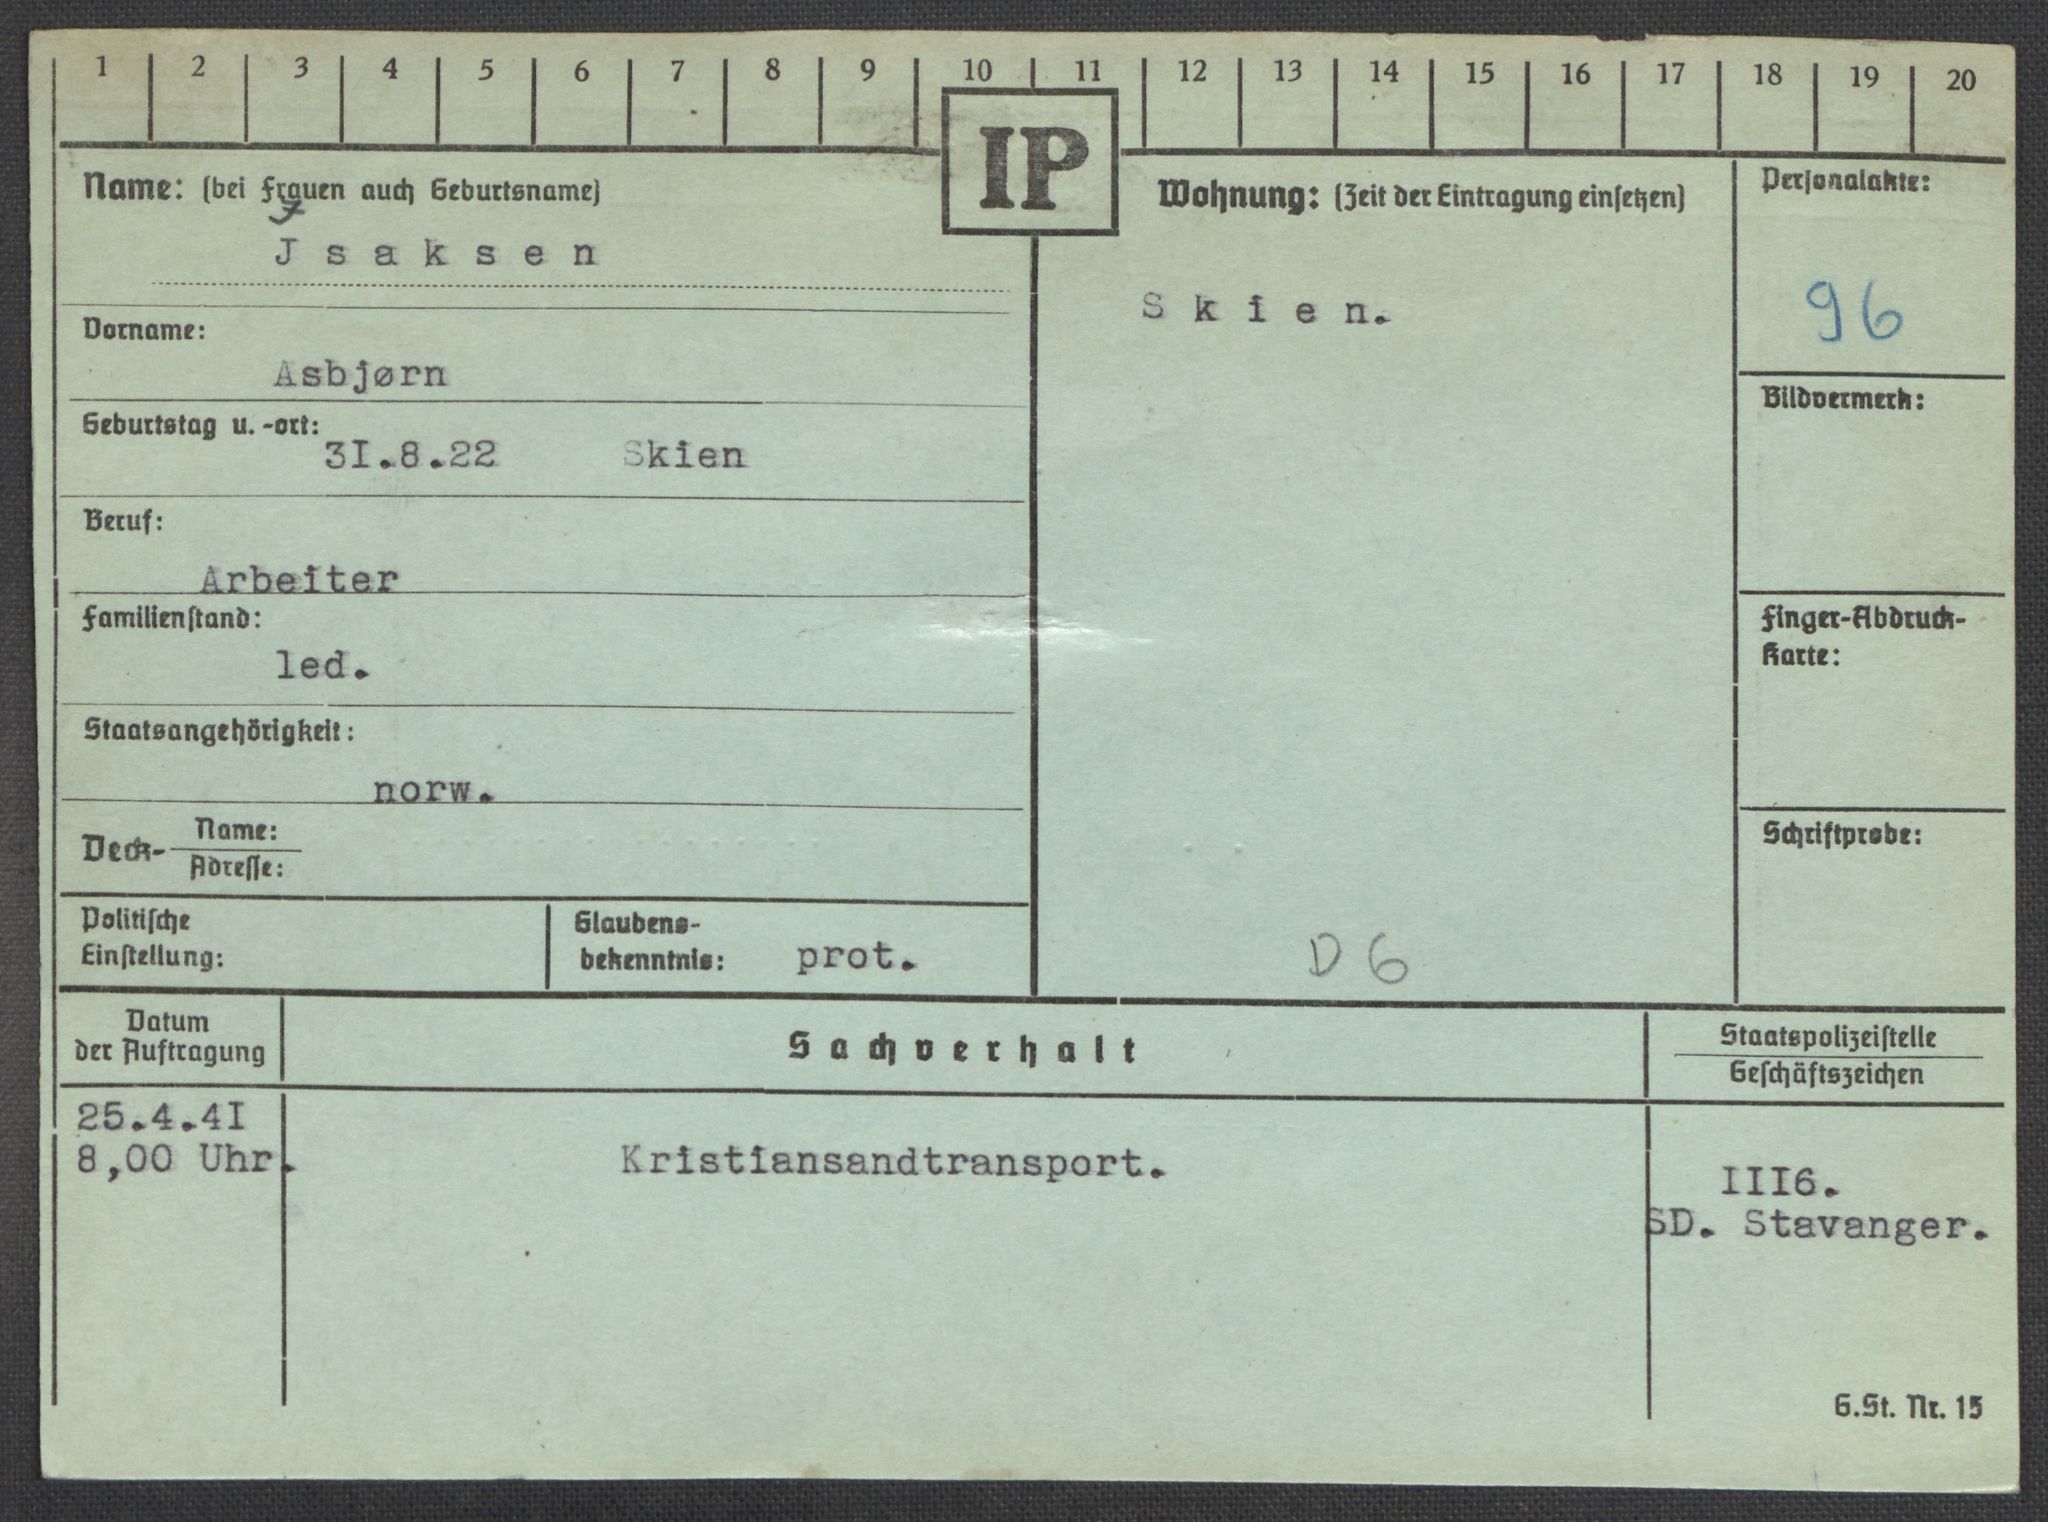 1 2 3 4 5 6 7 8 9 10 11 12 13 14 15 16 17 18 19 20
IP
Name: (bei Frauen auch Geburtsname)
J s a k s e n
Vorname:
Asbjørn
Geburtstag u. -ort:
3I.8.22 Skien
Beruf:
Arbeiter
Familienstand:
led.
Staatsangehörigkeit:
norw.
Deck- Name:
Adresse:
Politische
Einstellung:
Glaubens-
bekenntnis: prot.
Wohnung: (Zeit der Eintragung einsetzen)
S k i e n.
D 6
Personalakte:
96
Bildvermerk:
Finger-Abdruck-
Karte:
Schriftprobe:
Datum
der Auftragung
Sachverhalt
Staatspolizeistelle
Geschäftszeichen
25.4.4I
8,00 Uhr.
Kristiansandtransport.
III6.
SD. Stavanger.
G.St. Nr. 15